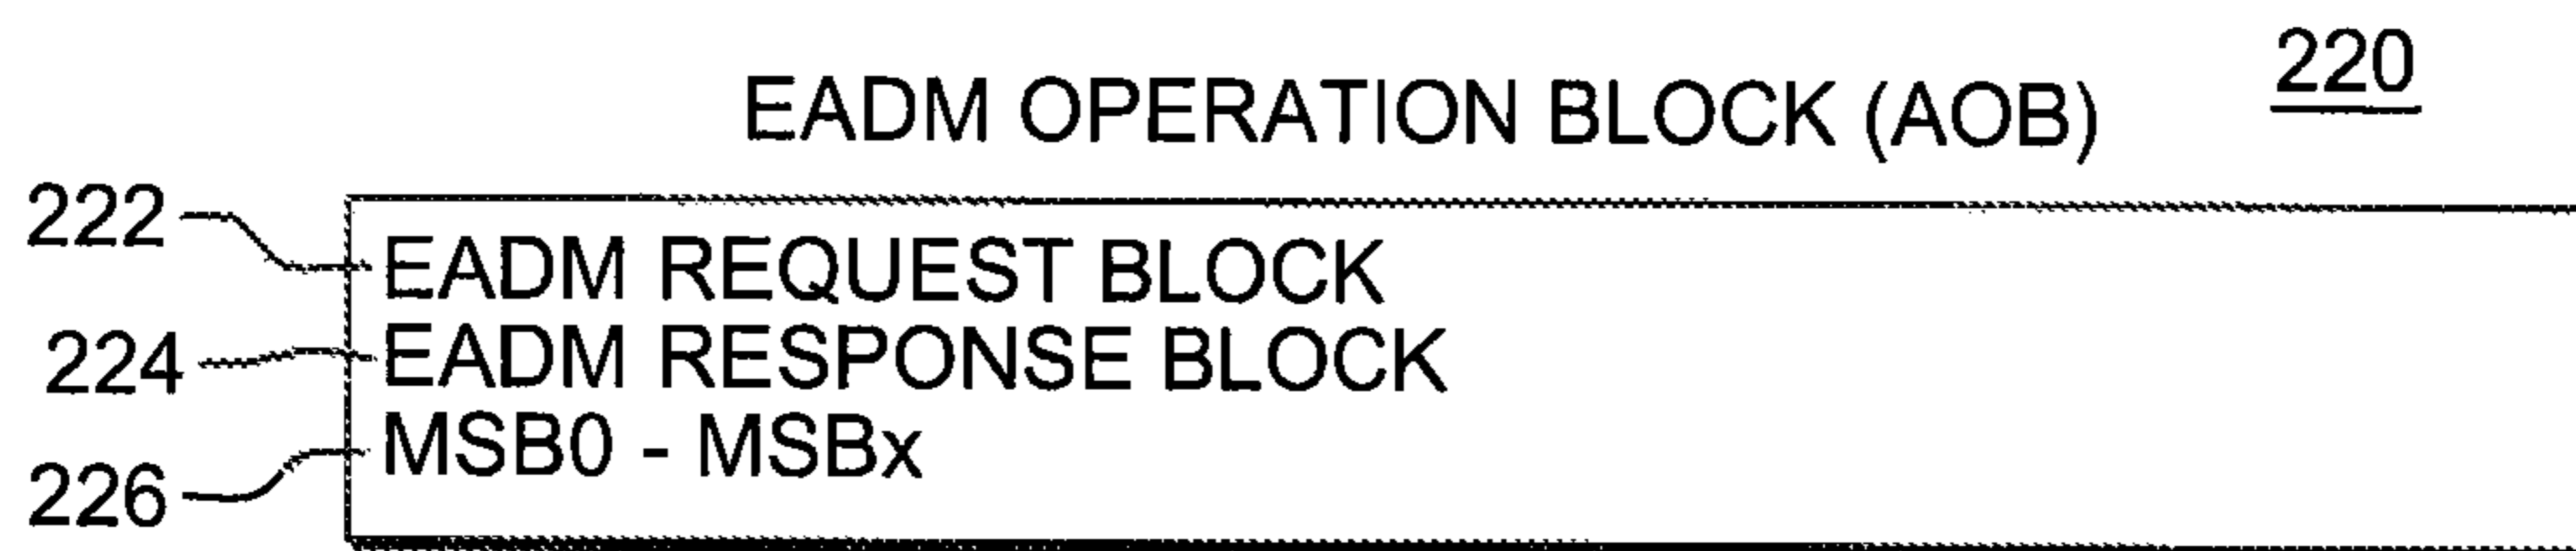 220
EADM OPERATION BLOCK (AOB)
222 EADM REQUEST BLOCK
224 EADM RESPONSE BLOCK
226 MSB0 - MSBx